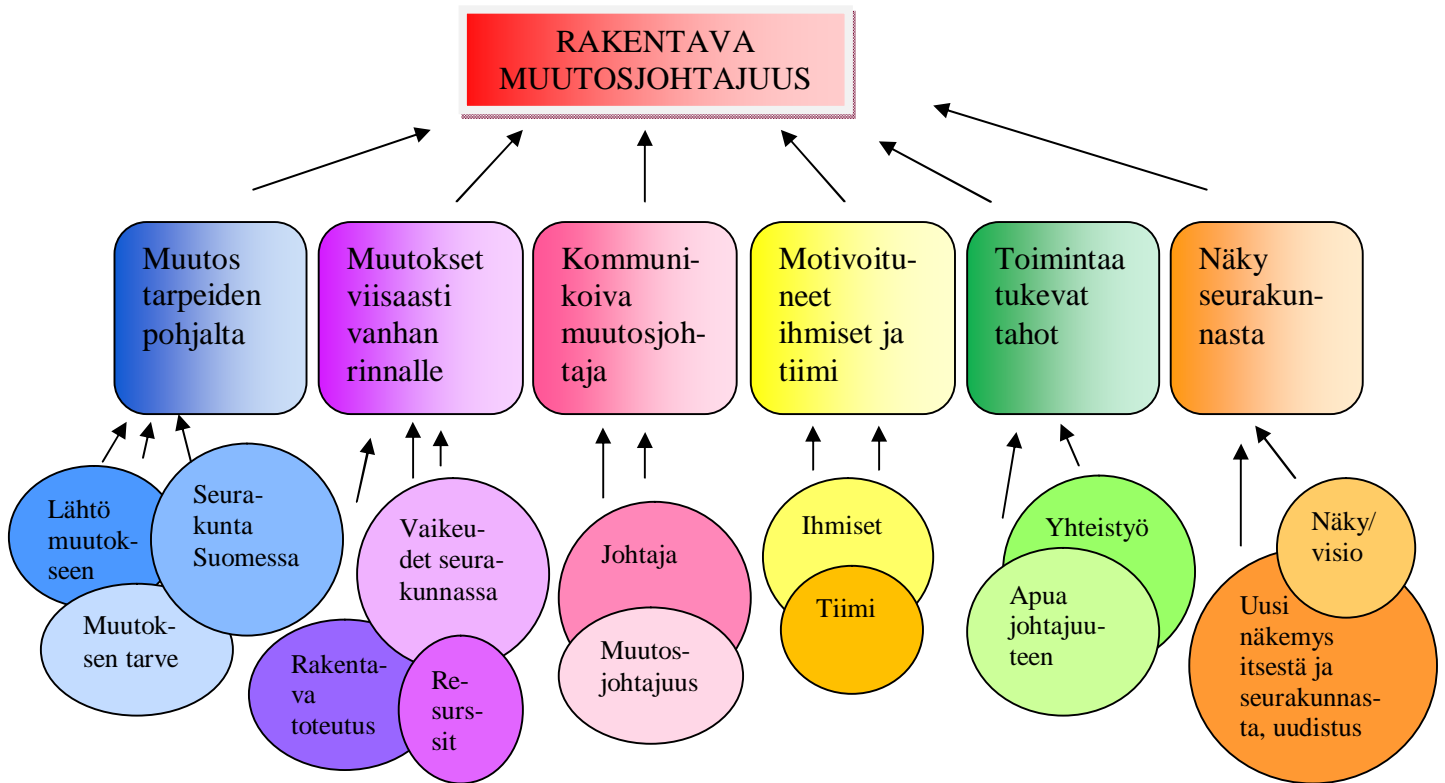 RAKENTAVA
MUUTOSJOHTAJUUS
Muutos
tarpeiden
pohjalta
Muutokset
viisaasti
vanhan
rinnalle
Kommuni-
koiva
muutosjoh-
taja
Motivoitu-
neet
ihmiset ja
tiimi
Toimintaa
tukevat
tahot
Näky
seurakun-
nasta
Lähtö
muutok-
seen
Seura-
kunta
Suomessa
Muutok-
sen tarve
Vaikeu-
det seura-
kunnassa
Rakenta-
va
toteutus
Re-
surs-
sit
Johtaja
Muutos-
johtajuus
Ihmiset
Tiimi
Yhteistyö
Apua
johtajuu-
teen
Näky/
visio
Uusi
näkemys
itsestä ja
seurakunnas-
ta, uudistus